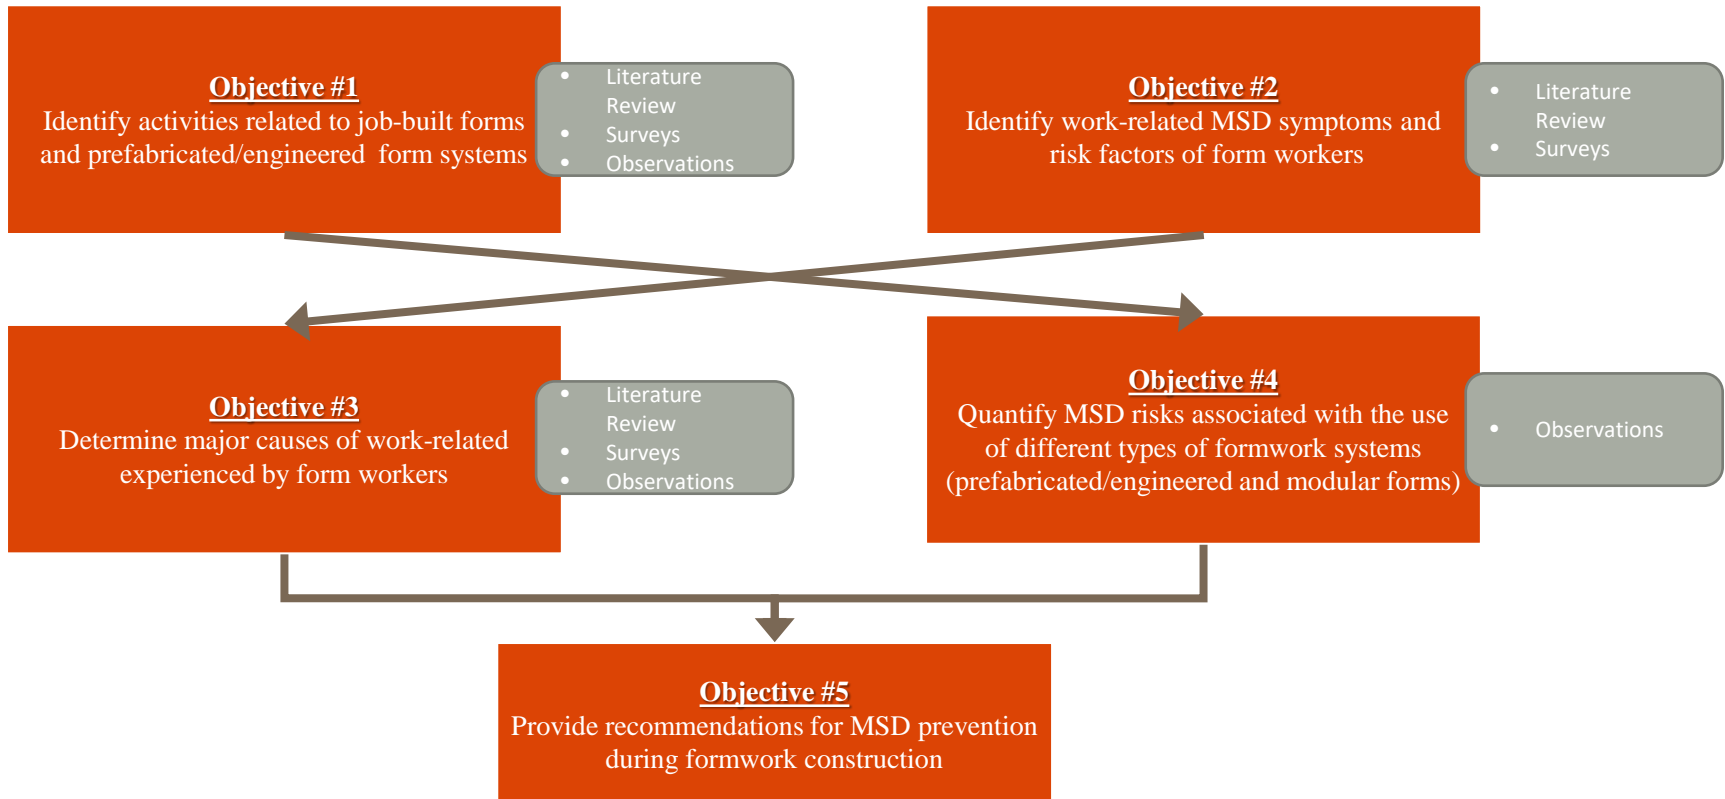 Objective #1
Identify activities related to job-built forms
and prefabricated/engineered form systems
• Literature
Review
• Surveys
• Observations
Objective #2
Identify work-related MSD symptoms and
risk factors of form workers
• Literature
Review
• Surveys
Objective #3
Determine major causes of work-related
experienced by form workers
• Literature
Review
• Surveys
• Observations
Objective #4
Quantify MSD risks associated with the use
of different types of formwork systems
(prefabricated/engineered and modular forms)
• Observations
Objective #5
Provide recommendations for MSD prevention
during formwork construction